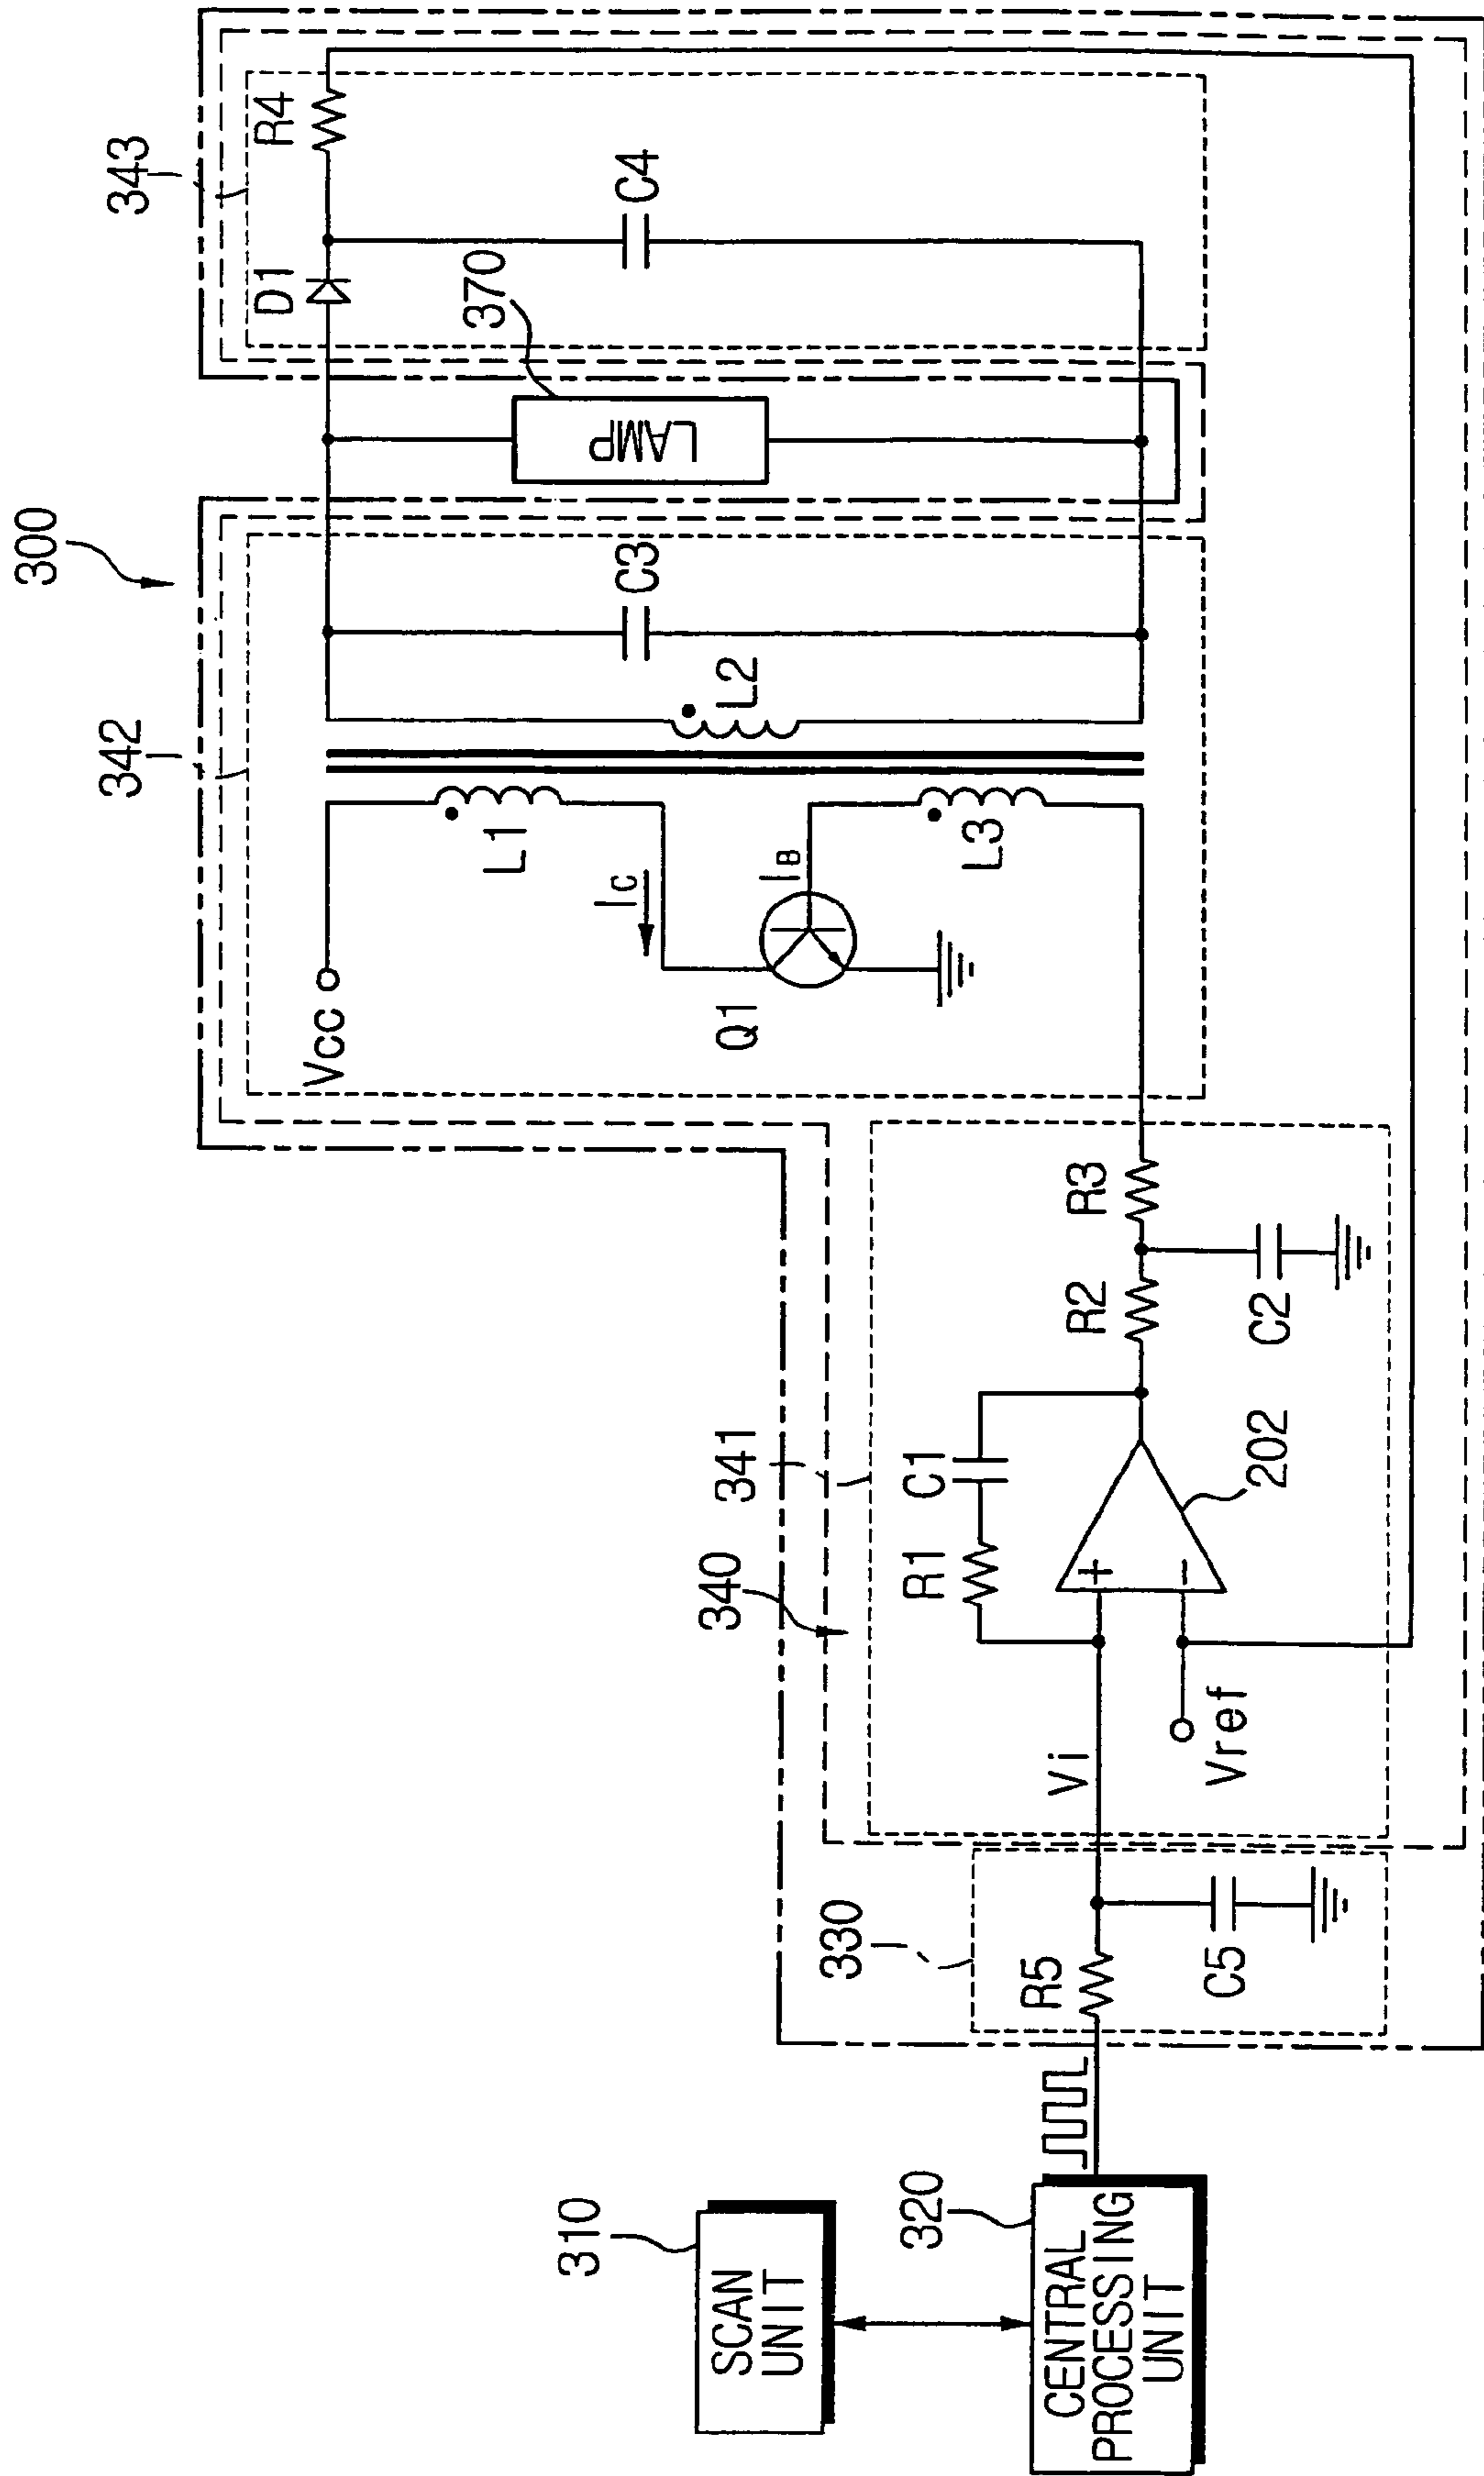 300
343
342
R4
D1
C4
370
LAMP
C3
L2
Vcc
L1
IC
IB
Q1
L3
341
340
R3
R2
C2
C1
R1
202
Vi
Vref
330
R5
C5
310
SCAN
UNIT
320
CENTRAL
PROCESSING
UNIT